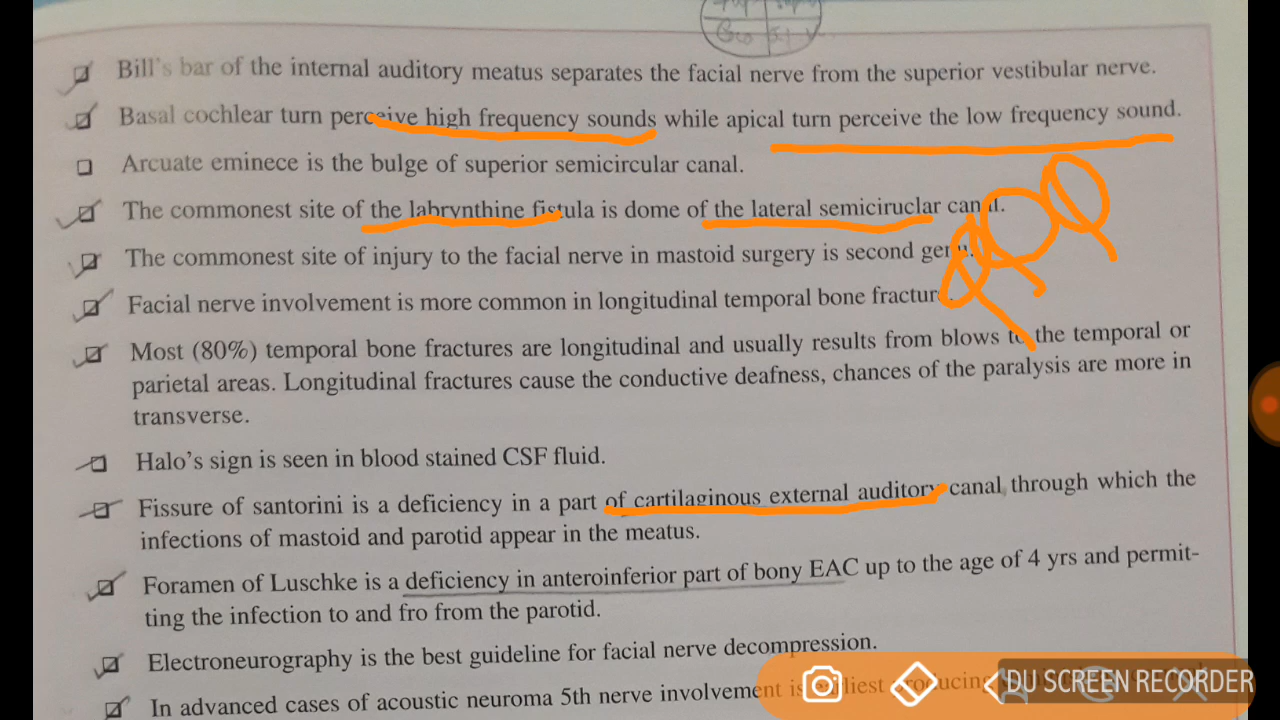 Bill's bar of the internal auditory meatus separates the facial nerve from the superior vestibular nerve.
Basal cochlear turn perceive high frequency sounds while apical turn perceive the low frequency sound.
Arcuate eminece is the bulge of superior semicircular canal.
The commonest site of the labrynthine fistula is dome of the lateral semiciruclar canal.
The commonest site of injury to the facial nerve in mastoid surgery is second genu.
Facial nerve involvement is more common in longitudinal temporal bone fracture.
Most (80%) temporal bone fractures are longitudinal and usually results from blows to the temporal or
parietal areas. Longitudinal fractures cause the conductive deafness, chances of the paralysis are more in
transverse.
Halo's sign is seen in blood stained CSF fluid.
Fissure of santorini is a deficiency in a part of cartilaginous external auditory canal through which the
infections of mastoid and parotid appear in the meatus.
Foramen of Luschke is a deficiency in anteroinferior part of bony EAC up to the age of 4 yrs and permit-
ting the infection to and fro from the parotid.
Electroneurography is the best guideline for facial nerve decompression.
In advanced cases of acoustic neuroma 5th nerve involvement is earliest producing
DU SCREEN RECORDER